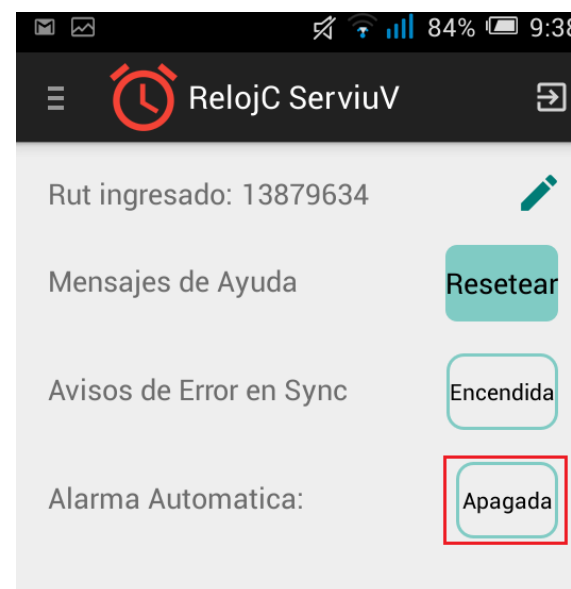 84% 9:38
RelojC ServiuV
Rut ingresado: 13879634
Mensajes de Ayuda Resetear
Avisos de Error en Sync Encendida
Alarma Automatica: Apagada